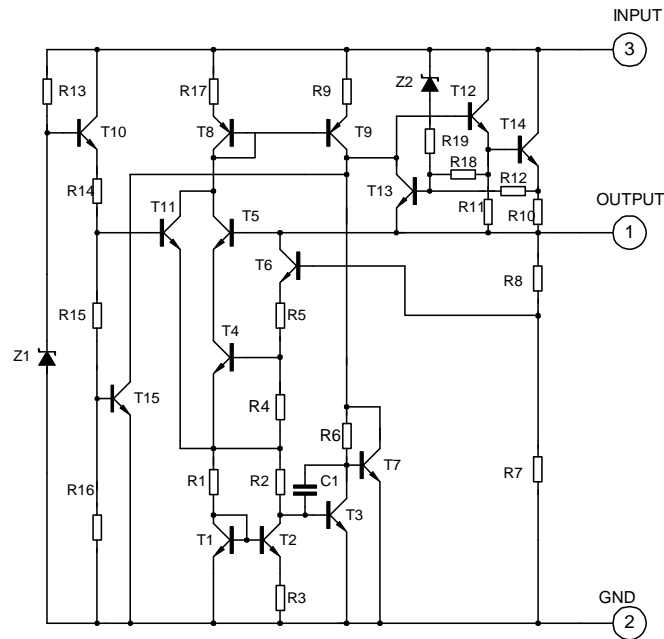 INPUT
3
R13
R17
R9
Z2
T12
T10
T8
T9
T14
R19
R18
R12
R14
T13
T11
T5
R11
R10
OUTPUT
1
T6
R8
R15
R5
Z1
T4
T15
R4
R6
T7
R16
R1
R2
C1
R7
T3
T1
T2
R3
GND
2